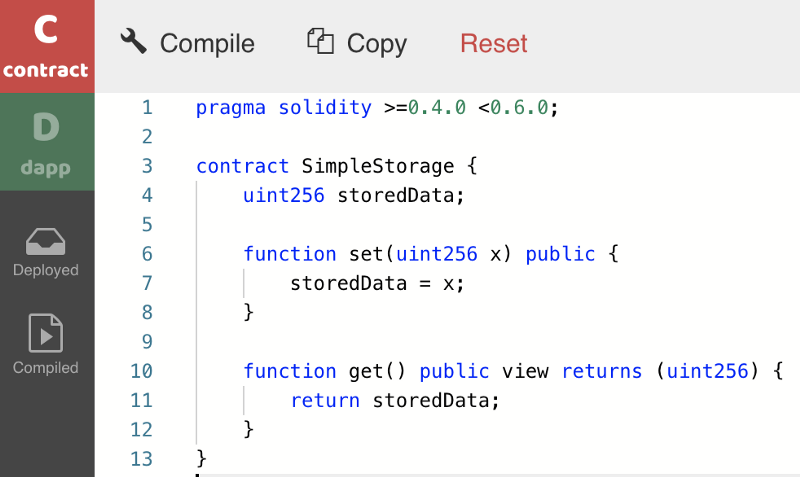 C
contract
D
dapp
Deployed
Compiled
Compile Copy Reset
1 pragma solidity >=0.4.0 <0.6.0;
2
3 contract SimpleStorage {
4     uint256 storedData;
5
6     function set(uint256 x) public {
7         storedData = x;
8     }
9
10     function get() public view returns (uint256) {
11         return storedData;
12     }
13 }